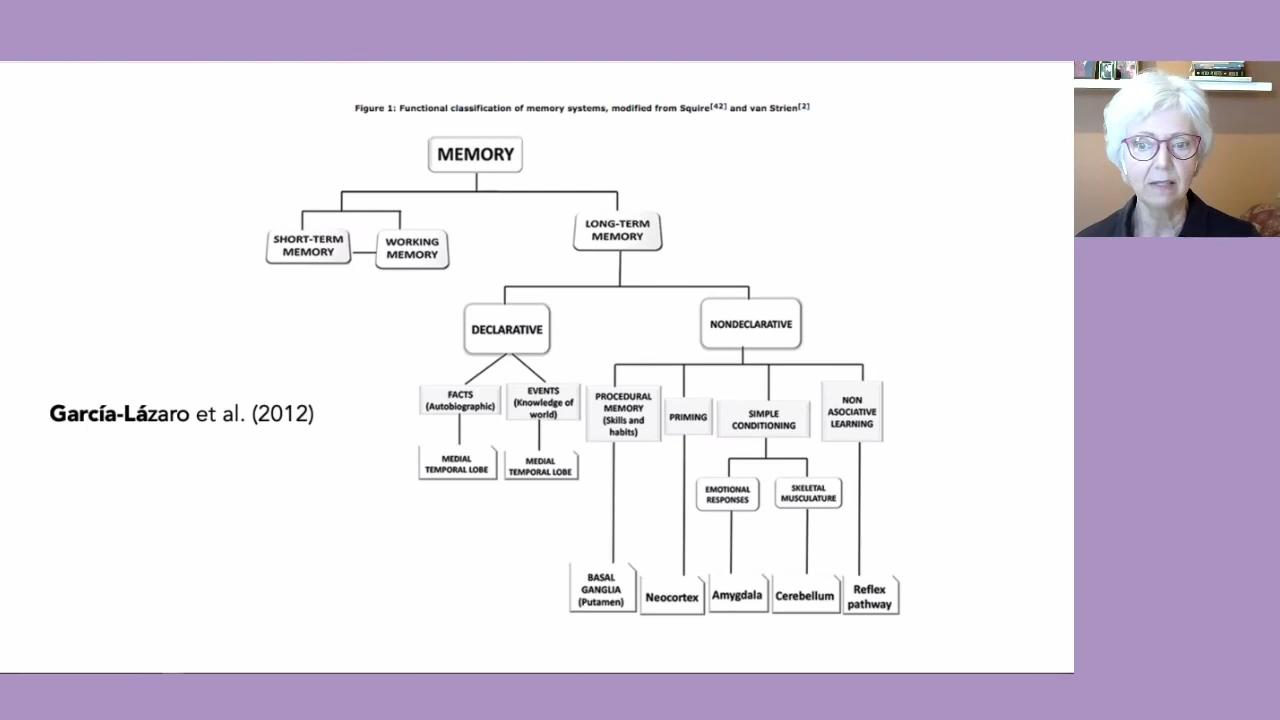 Figure 1: Functional classification of memory systems, modified from Squire[42] and van Strien[2]
MEMORY
SHORT-TERM
MEMORY
WORKING
MEMORY
LONG-TERM
MEMORY
DECLARATIVE
NONDECLARATIVE
FACTS
(Autobiographic)
EVENTS
(Knowledge of
world)
PROCEDURAL
MEMORY
(Skills and
habits)
PRIMING
SIMPLE
CONDITIONING
NON
ASOCIATIVE
LEARNING
García-Lázaro et al. (2012)
MEDIAL
TEMPORAL LOBE
MEDIAL
TEMPORAL LOBE
EMOTIONAL
RESPONSES
SKELETAL
MUSCULATURE
BASAL
GANGLIA
(Putamen)
Neocortex
Amygdala
Cerebellum
Reflex
pathway